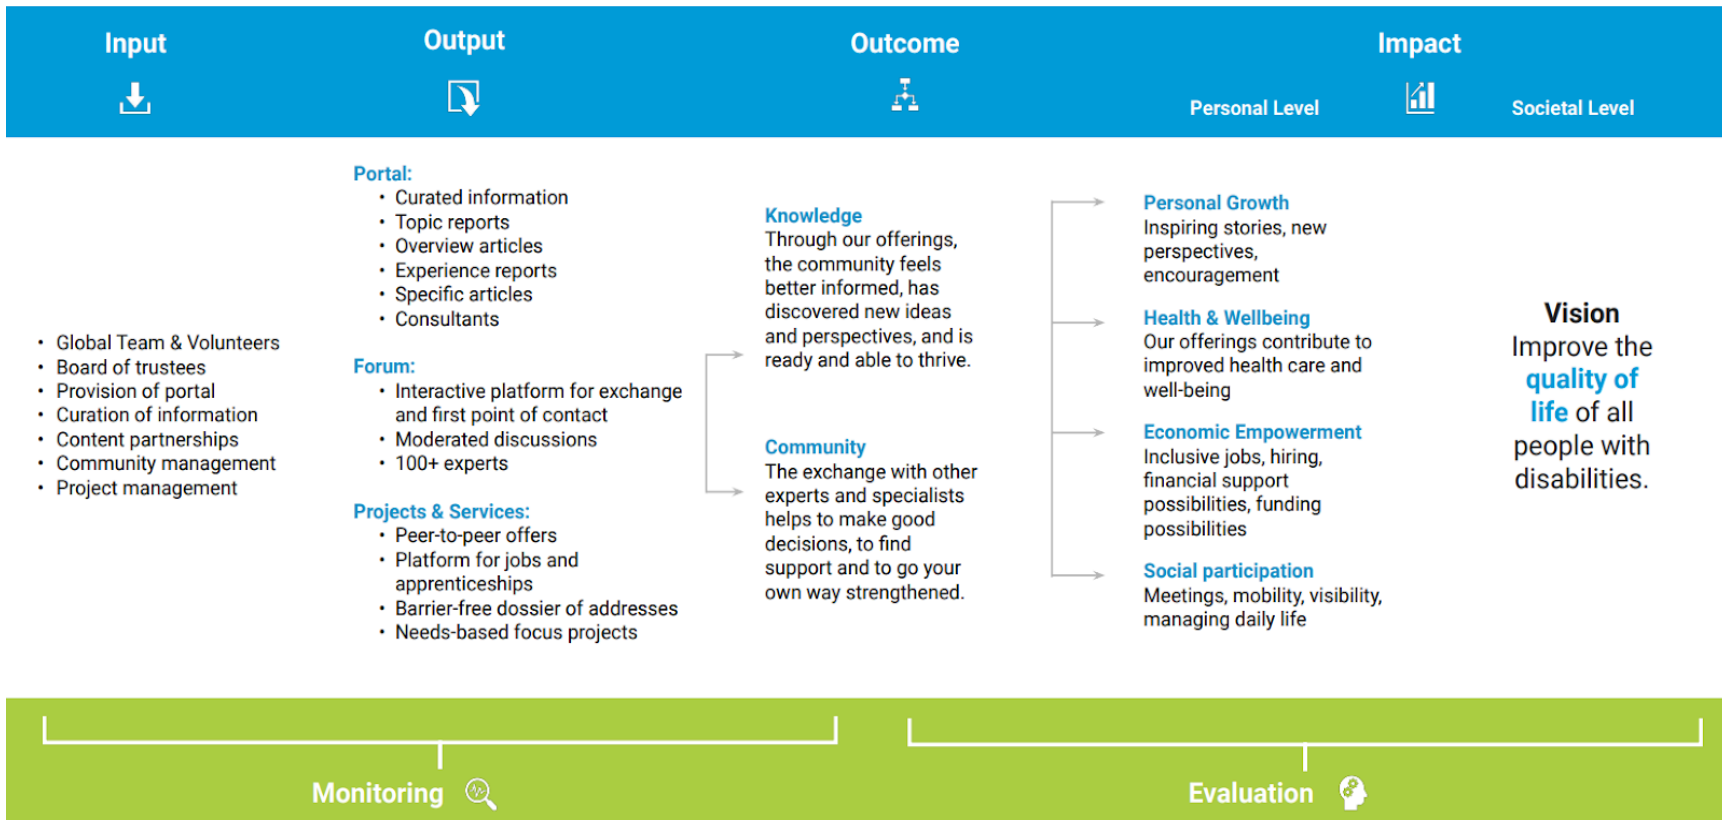 Input
Output
Outcome
Impact
Personal Level
Societal Level
• Global Team & Volunteers
• Board of trustees
• Provision of portal
• Curation of information
• Content partnerships
• Community management
• Project management
Portal:
• Curated information
• Topic reports
• Overview articles
• Experience reports
• Specific articles
• Consultants
Forum:
• Interactive platform for exchange
and first point of contact
• Moderated discussions
• 100+ experts
Projects & Services:
• Peer-to-peer offers
• Platform for jobs and
apprenticeships
• Barrier-free dossier of addresses
• Needs-based focus projects
Knowledge
Through our offerings,
the community feels
better informed, has
discovered new ideas
and perspectives, and is
ready and able to thrive.
Community
The exchange with other
experts and specialists
helps to make good
decisions, to find
support and to go your
own way strengthened.
Personal Growth
Inspiring stories, new
perspectives,
encouragement
Health & Wellbeing
Our offerings contribute to
improved health care and
well-being
Economic Empowerment
Inclusive jobs, hiring,
financial support
possibilities, funding
possibilities
Social participation
Meetings, mobility, visibility,
managing daily life
Vision
Improve the
quality of
life of all
people with
disabilities.
Monitoring
Evaluation